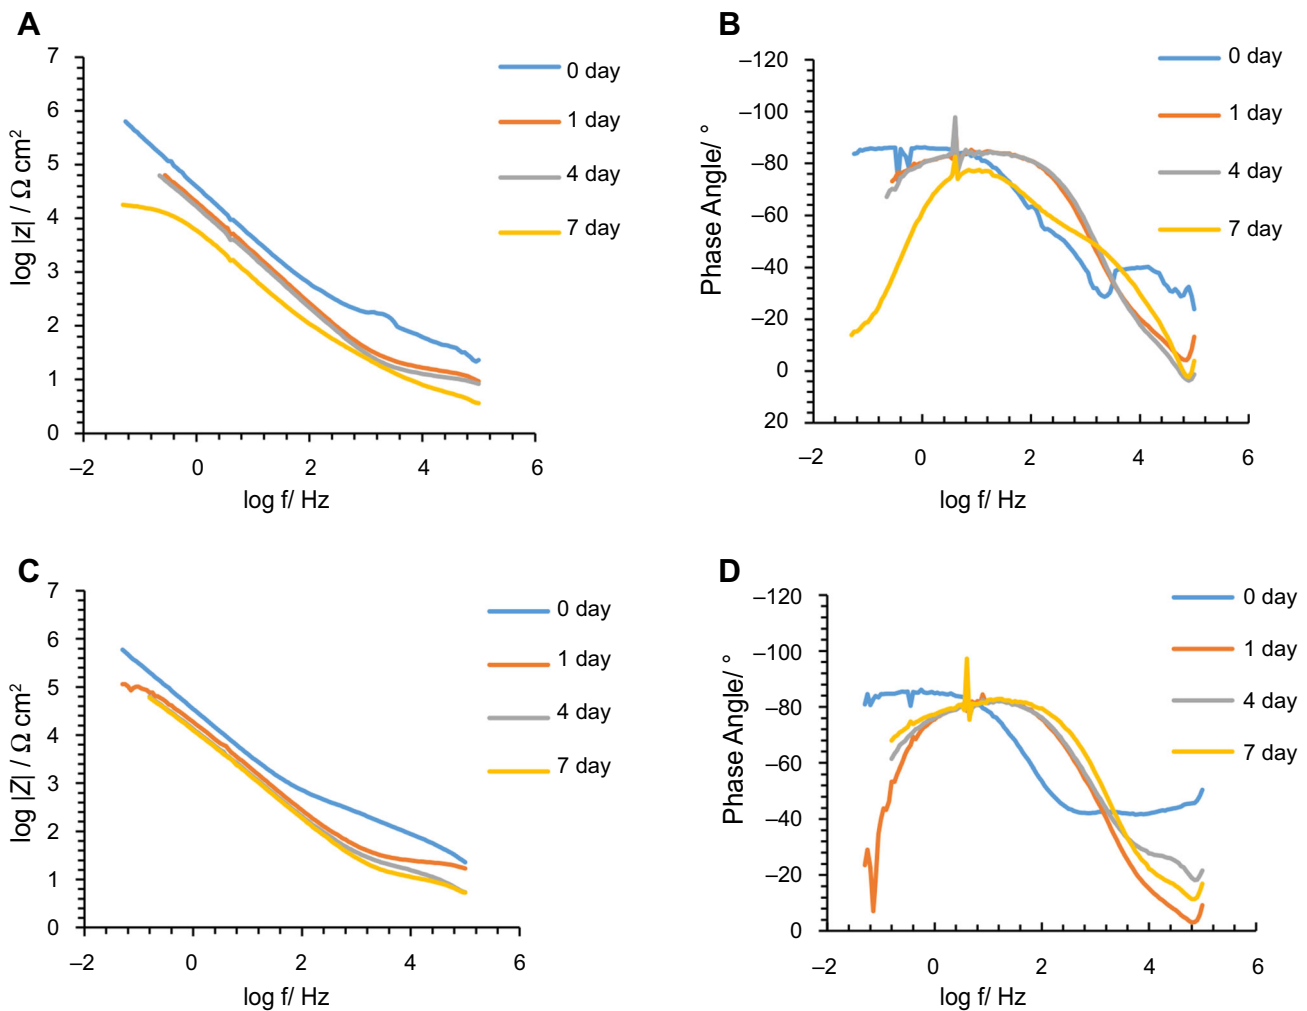 A
7
6
5
4
3
2
1
0
–2
0
2
4
6
log f/ Hz
log |z| / Ω cm²
0 day
1 day
4 day
7 day
B
–120
–100
–80
–60
–40
–20
0
20
–2
0
2
4
6
log f/ Hz
Phase Angle/ °
0 day
1 day
4 day
7 day
C
7
6
5
4
3
2
1
0
–2
0
2
4
6
log f/ Hz
log |Z| / Ω cm²
0 day
1 day
4 day
7 day
D
–120
–100
–80
–60
–40
–20
0
–2
0
2
4
6
log f/ Hz
Phase Angle/ °
0 day
1 day
4 day
7 day